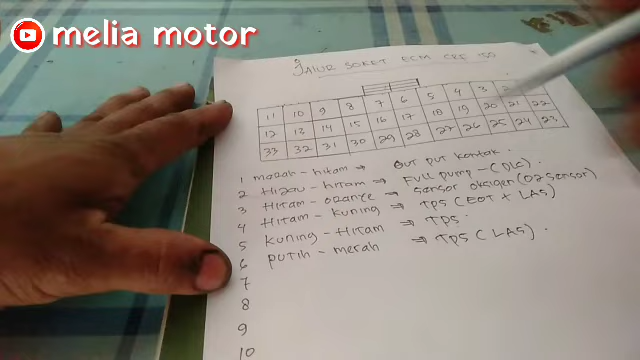 melia motor
JALUR SOKET ECM CRF 150
11 10 9 8 7 6 5 4 3
12 13 14 15 16 17 18 19 20 21 22
33 32 31 30 29 28 27 26 25 24 23
1 merah - hitam → OUT PUT KONTAK.
2 Hijau - hitam → FUll pump - (DLC).
3 Hitam - orange → Sensor oksigen (O2 Sensor)
4 Hitam - Kuning → TPS (EOT + LAS)
5 Kuning - Hitam → TPS.
6 putih - merah → TPS (LAS).
7
8
9
10